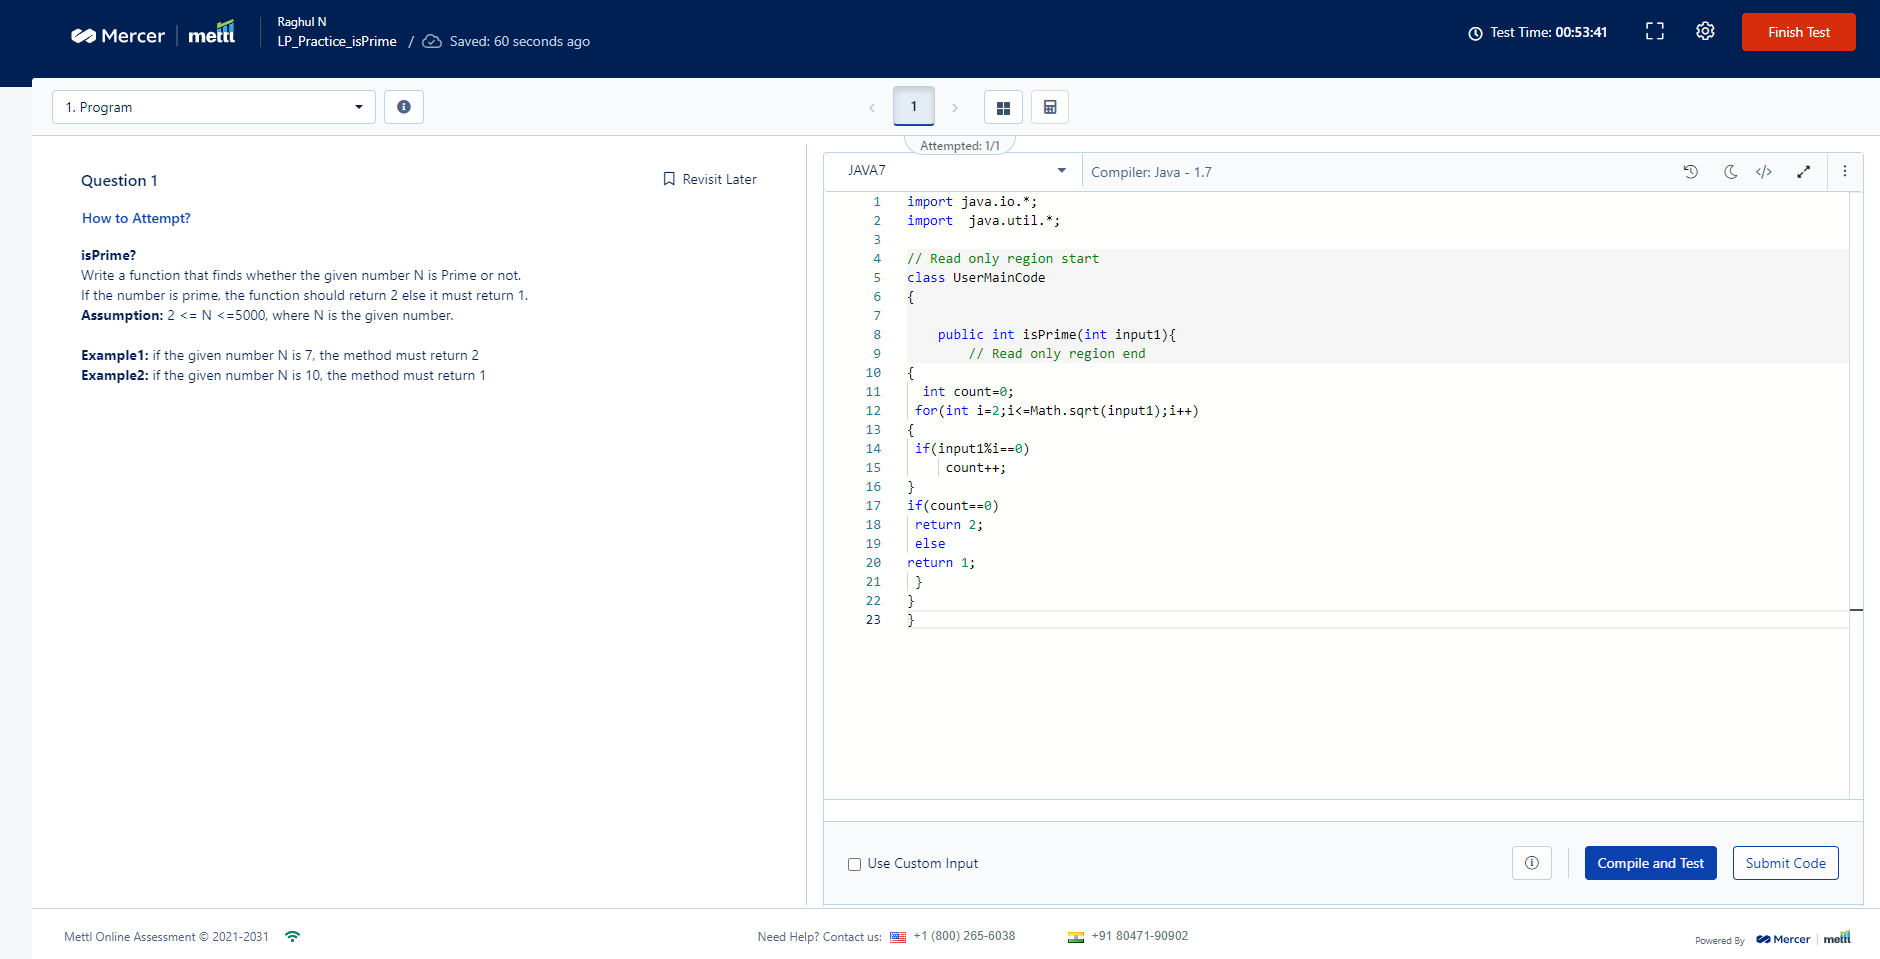 Mercer | mettl
Raghul N
LP_Practice_isPrime / Saved: 60 seconds ago
Test Time: 00:53:41
Finish Test
1. Program
1
Attempted: 1/1
Question 1
Revisit Later
How to Attempt?
isPrime?
Write a function that finds whether the given number N is Prime or not.
If the number is prime, the function should return 2 else it must return 1.
Assumption: 2 <= N <=5000, where N is the given number.
Example1: if the given number N is 7, the method must return 2
Example2: if the given number N is 10, the method must return 1
JAVA7
Compiler: Java - 1.7
1 import java.io.*;
2 import  java.util.*;
3
4 // Read only region start
5 class UserMainCode
6 {
7
8     public int isPrime(int input1){
9         // Read only region end
10 {
11   int count=0;
12  for(int i=2;i<=Math.sqrt(input1);i++)
13 {
14  if(input1%i==0)
15      count++;
16 }
17 if(count==0)
18  return 2;
19  else
20 return 1;
21  }
22 }
23 }
Use Custom Input
Compile and Test
Submit Code
Mettl Online Assessment © 2021-2031
Need Help? Contact us: +1 (800) 265-6038
+91 80471-90902
Powered By Mercer | mettl